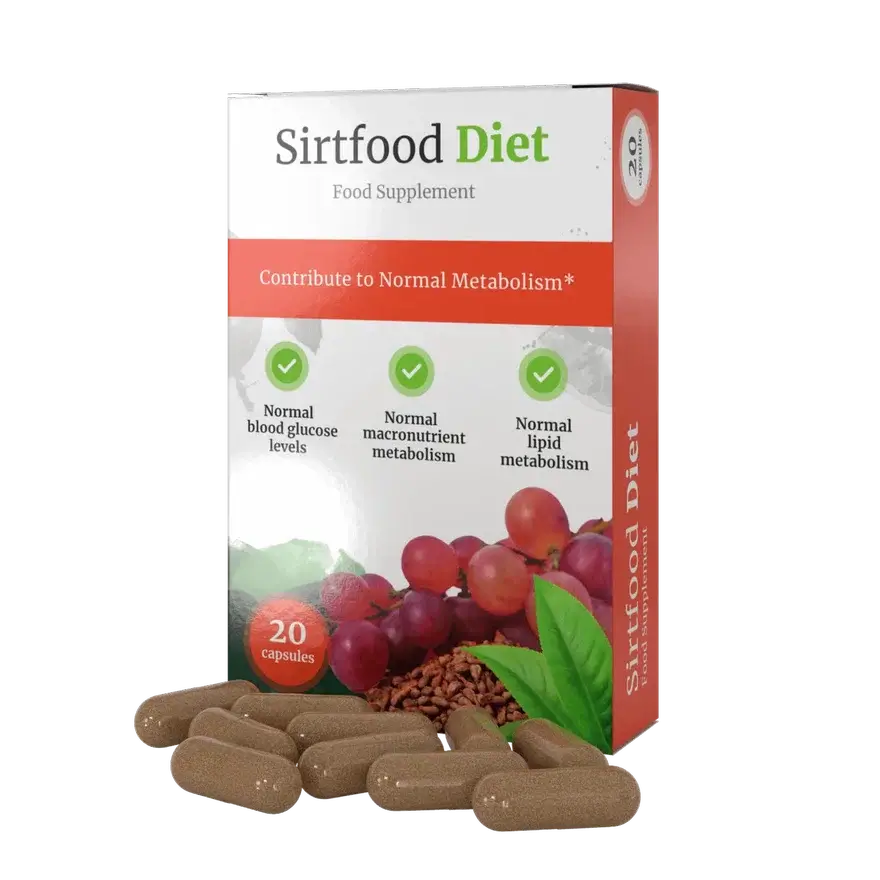 Sirtfood Diet
Food Supplement
Contribute to Normal Metabolism*
Normal
blood glucose
levels
Normal
macronutrient
metabolism
Normal
lipid
metabolism
20
capsules
20
capsules
Sirtfood Diet
Food Supplement